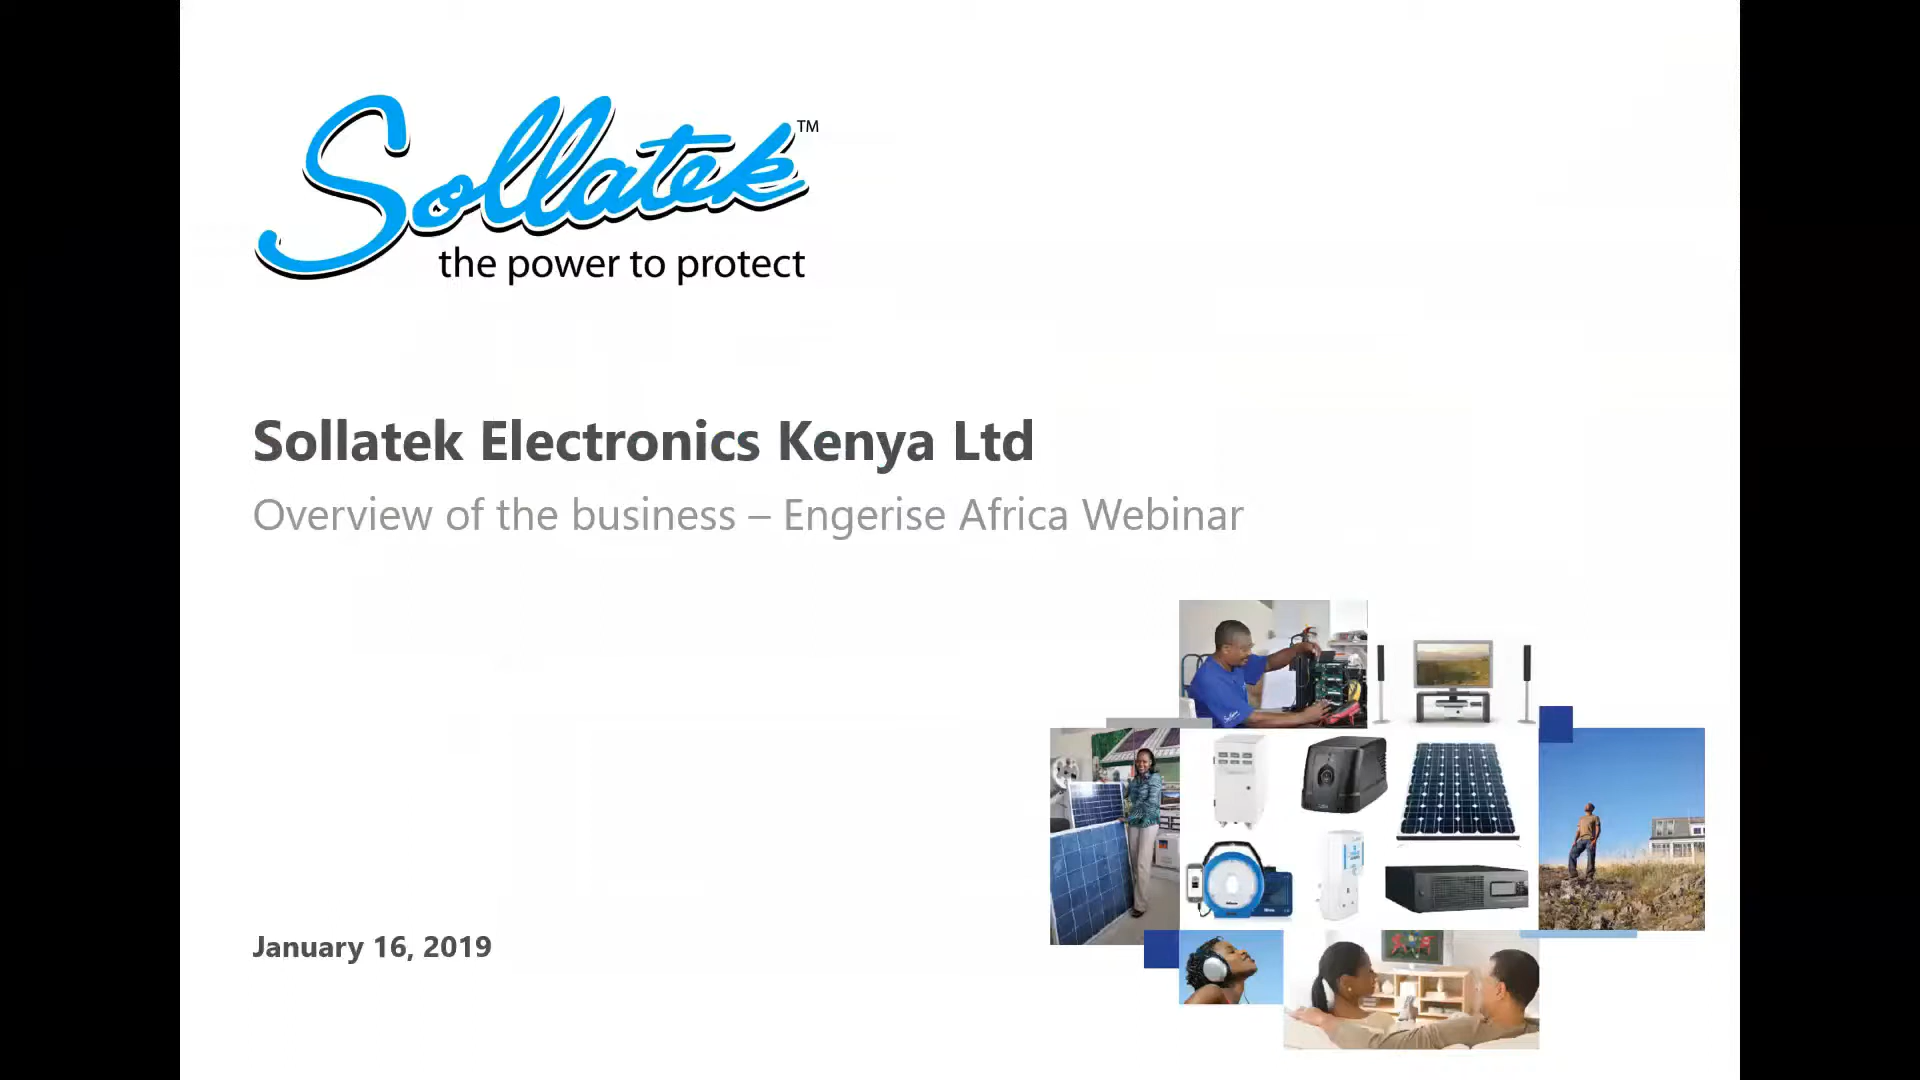 Sollatek™
the power to protect
Sollatek Electronics Kenya Ltd
Overview of the business – Engerise Africa Webinar
January 16, 2019